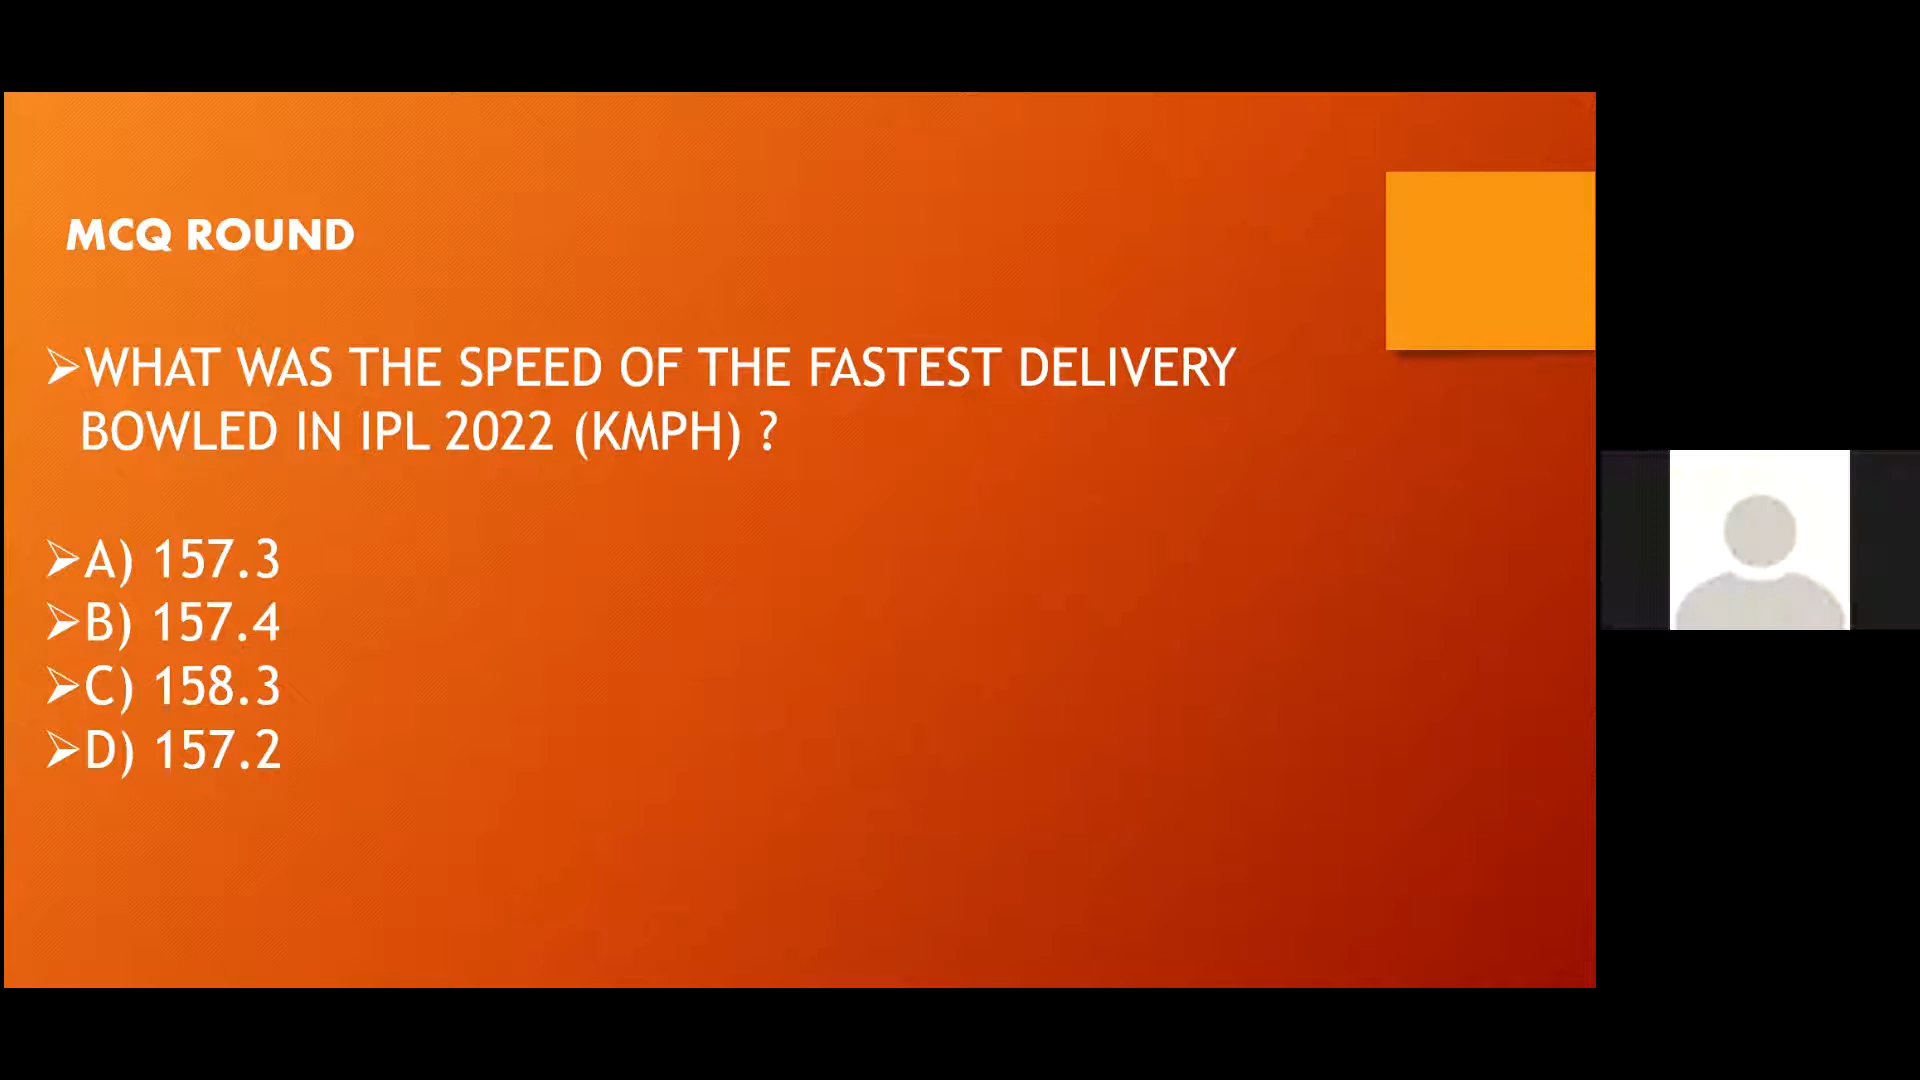 MCQ ROUND
➢WHAT WAS THE SPEED OF THE FASTEST DELIVERY
BOWLED IN IPL 2022 (KMPH) ?
➢A) 157.3
➢B) 157.4
➢C) 158.3
➢D) 157.2